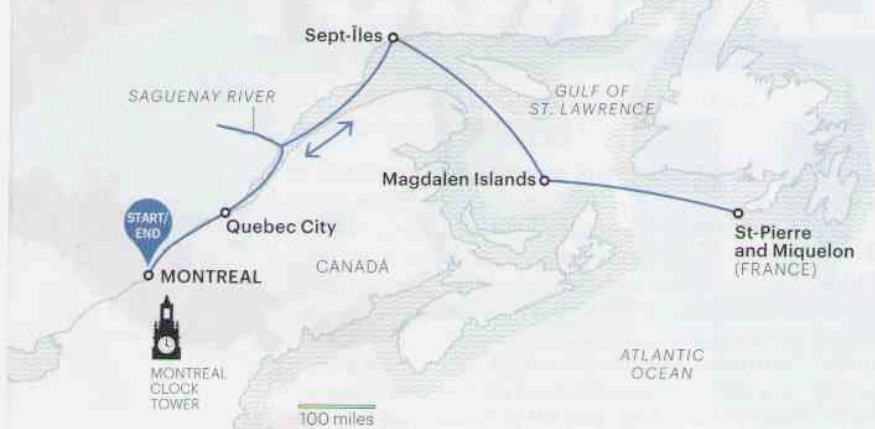 Sept-Îles
SAGUENAY RIVER
GULF OF
ST. LAWRENCE
Magdalen Islands
START/
END
Quebec City
St-Pierre
and Miquelon
(FRANCE)
MONTREAL
CANADA
MONTREAL
CLOCK
TOWER
ATLANTIC
OCEAN
100 miles